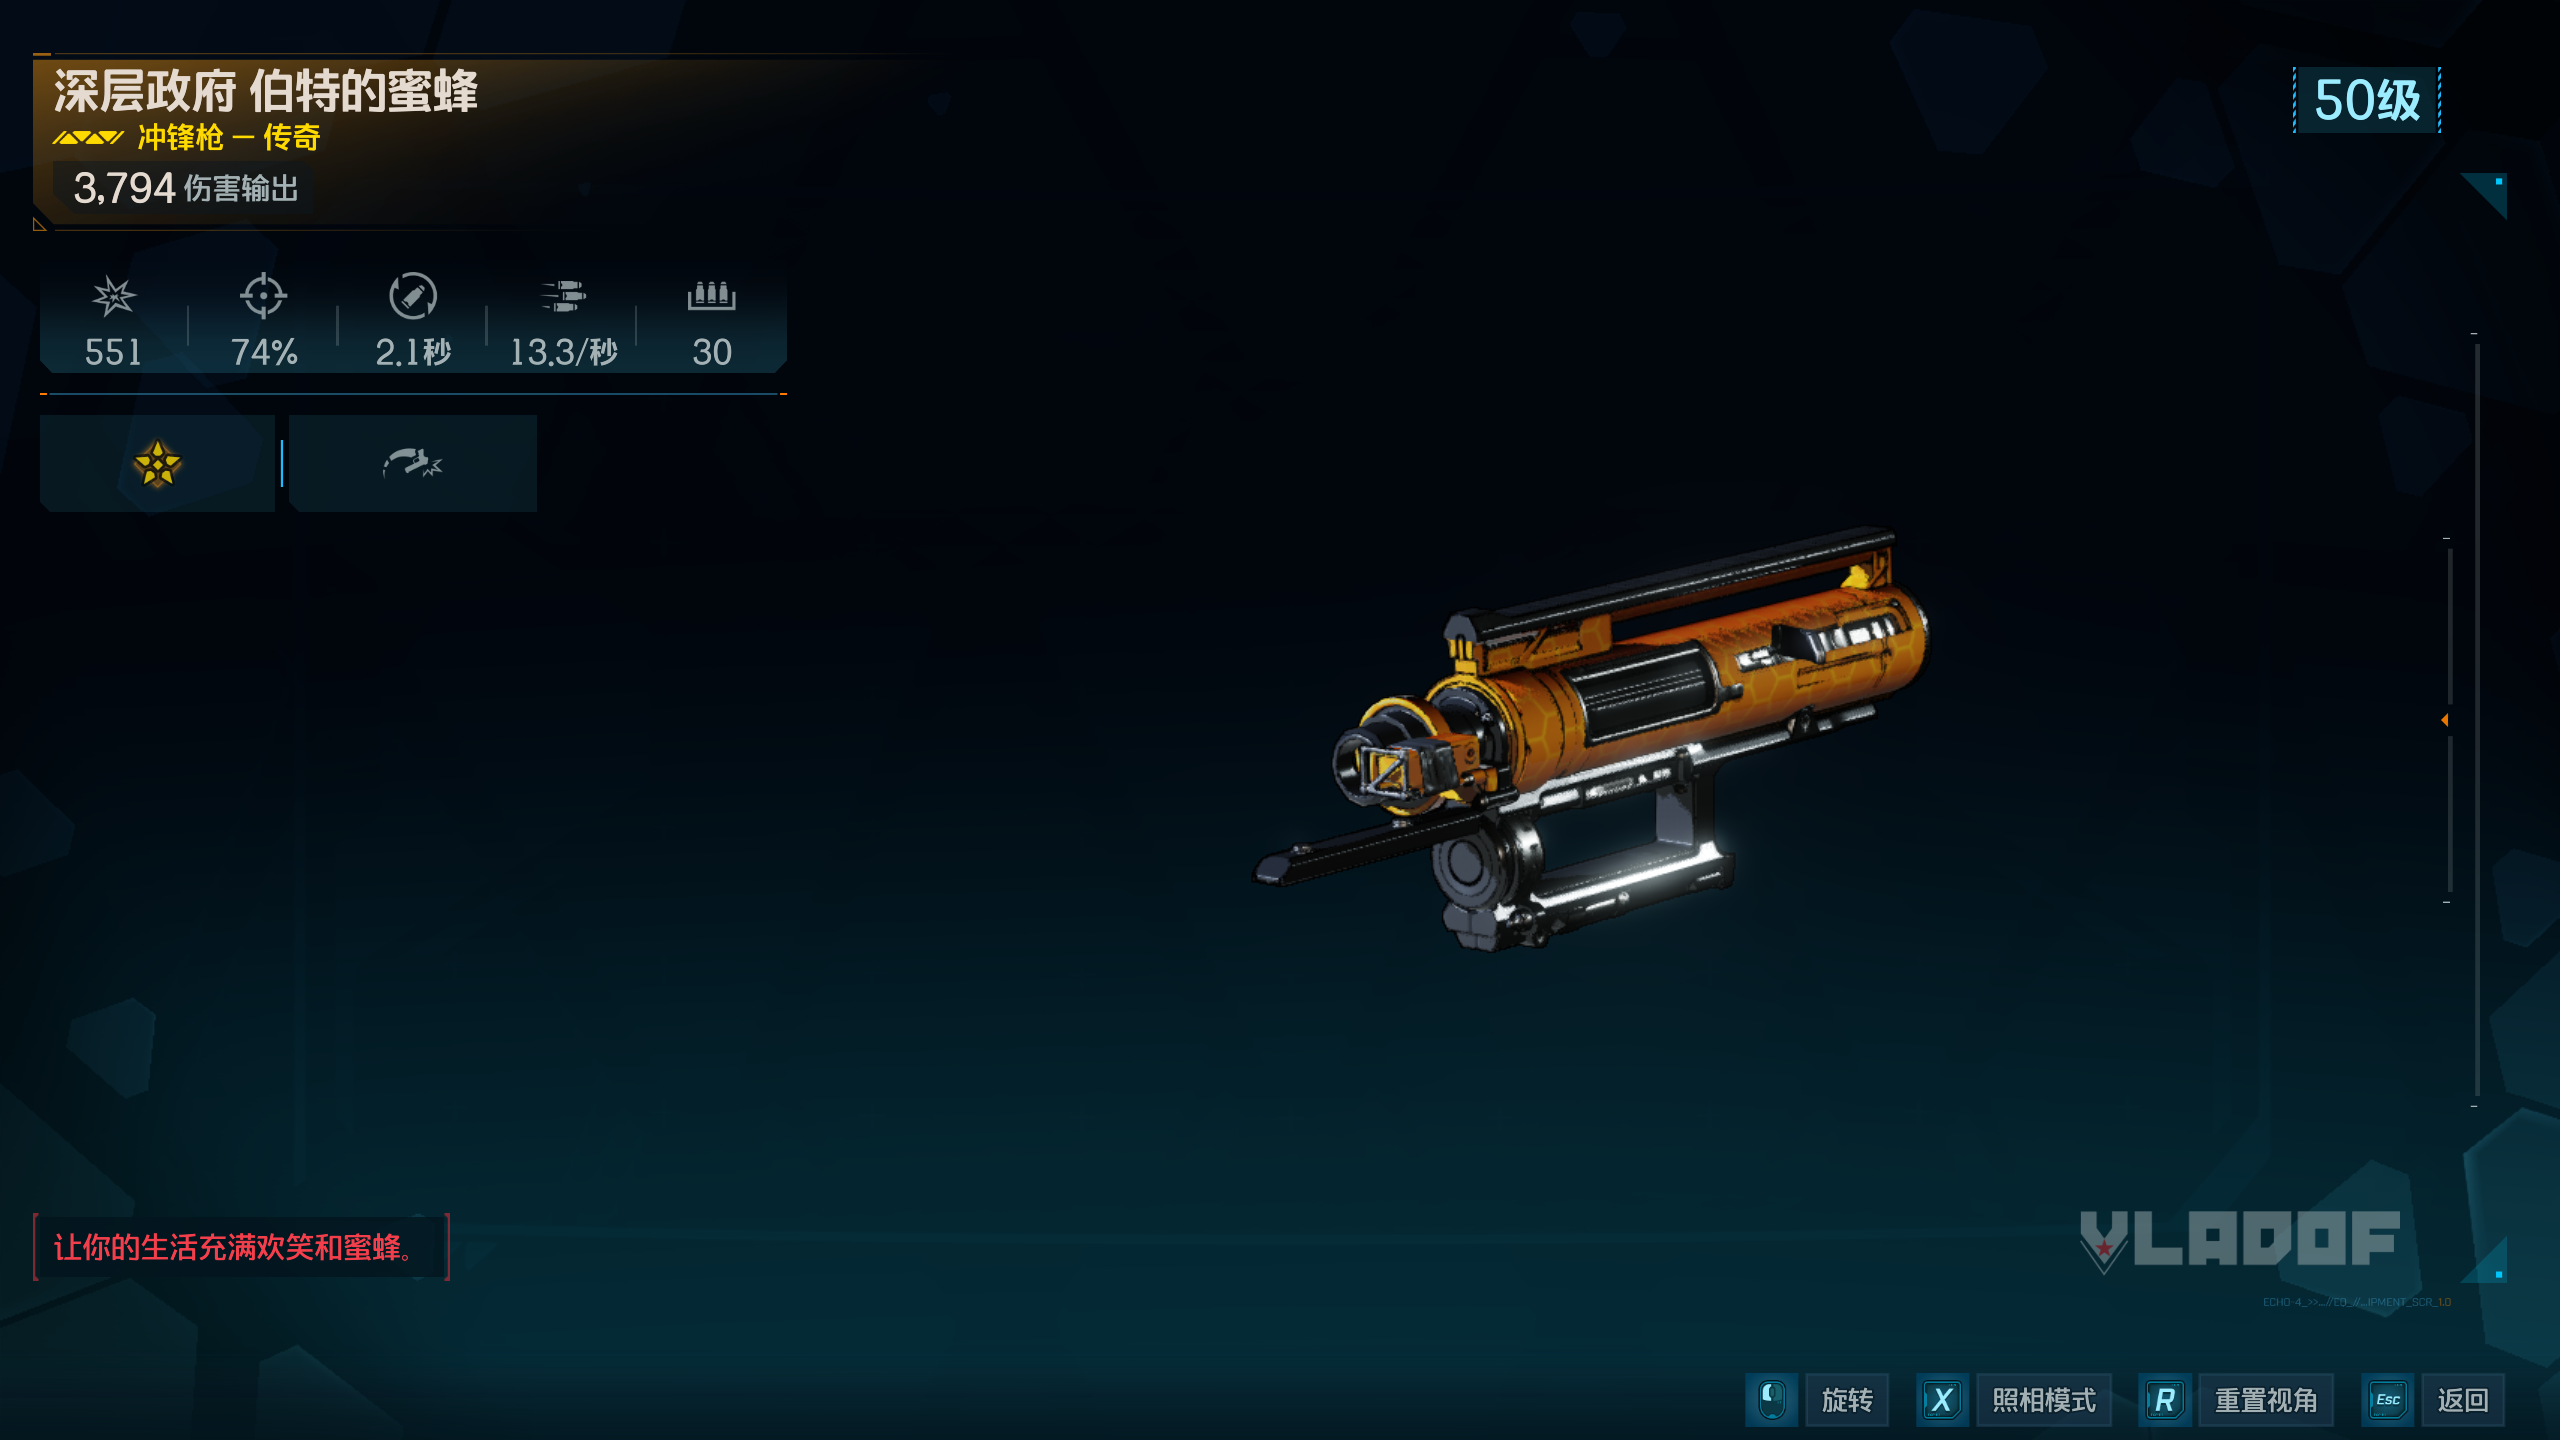 深层政府 伯特的蜜蜂
冲锋枪 — 传奇
3,794 伤害输出
50级
551
74%
2.1秒
13.3/秒
30
让你的生活充满欢笑和蜜蜂。
VLADOF
旋转
X 照相模式
R 重置视角
Esc 返回